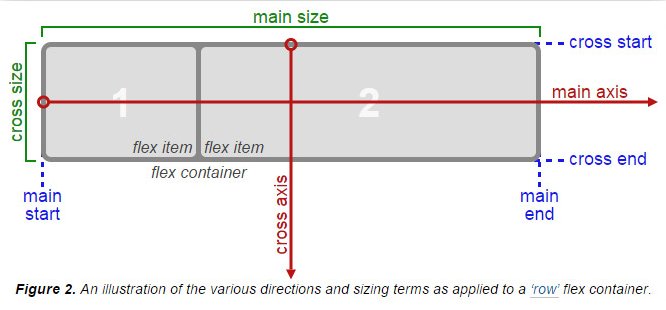 main size
cross start
cross size
1
2
main axis
flex item
flex item
cross end
flex container
main
start
cross axis
main
end
Figure 2. An illustration of the various directions and sizing terms as applied to a ‘row’ flex container.